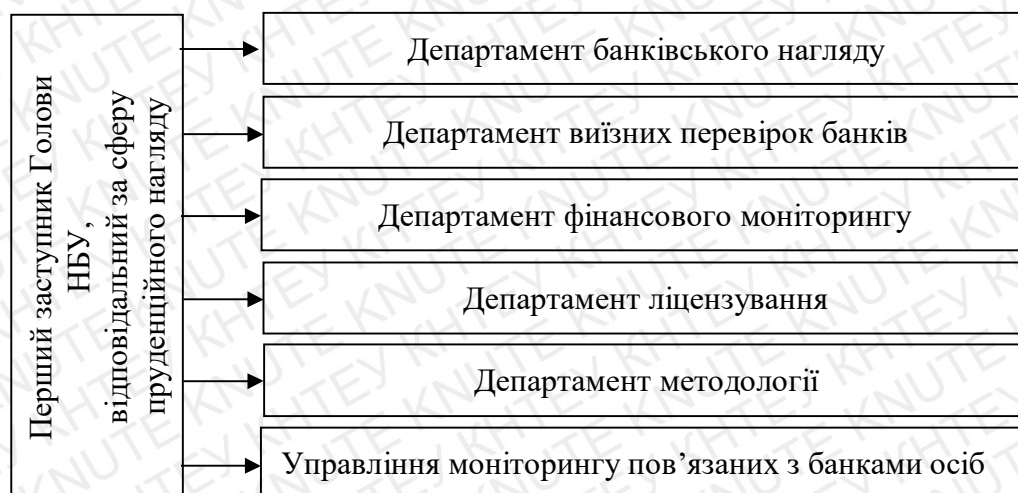 Перший заступник Голови
НБУ,
відповідальний за сферу
пруденційного нагляду
Департамент банківського нагляду
Департамент виїзних перевірок банків
Департамент фінансового моніторингу
Департамент ліцензування
Департамент методології
Управління моніторингу пов’язаних з банками осіб